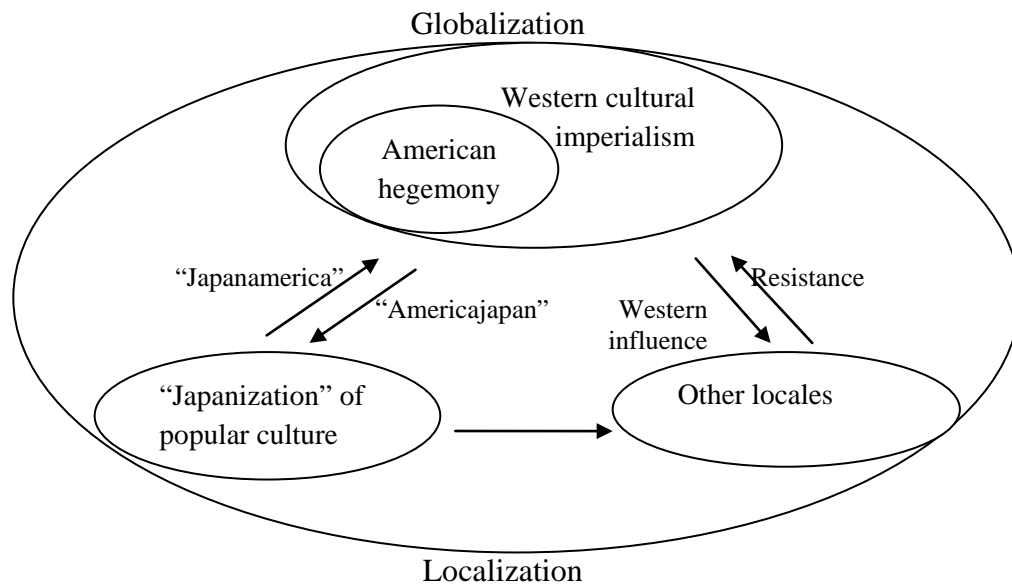 Globalization
Western cultural
imperialism
American
hegemony
“Japanamerica”
“Americajapan”
Resistance
Western
influence
“Japanization” of
popular culture
Other locales
Localization